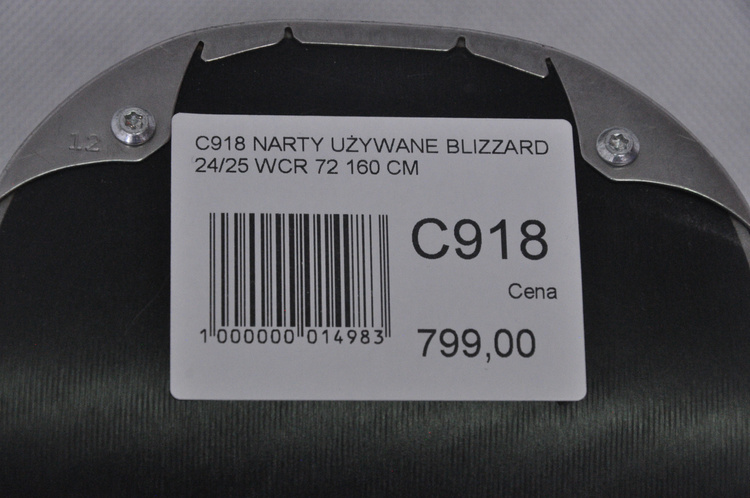 12
C918 NARTY UŻYWANE BLIZZARD
24/25 WCR 72 160 CM
C918
Cena
799,00
1 000000 014983